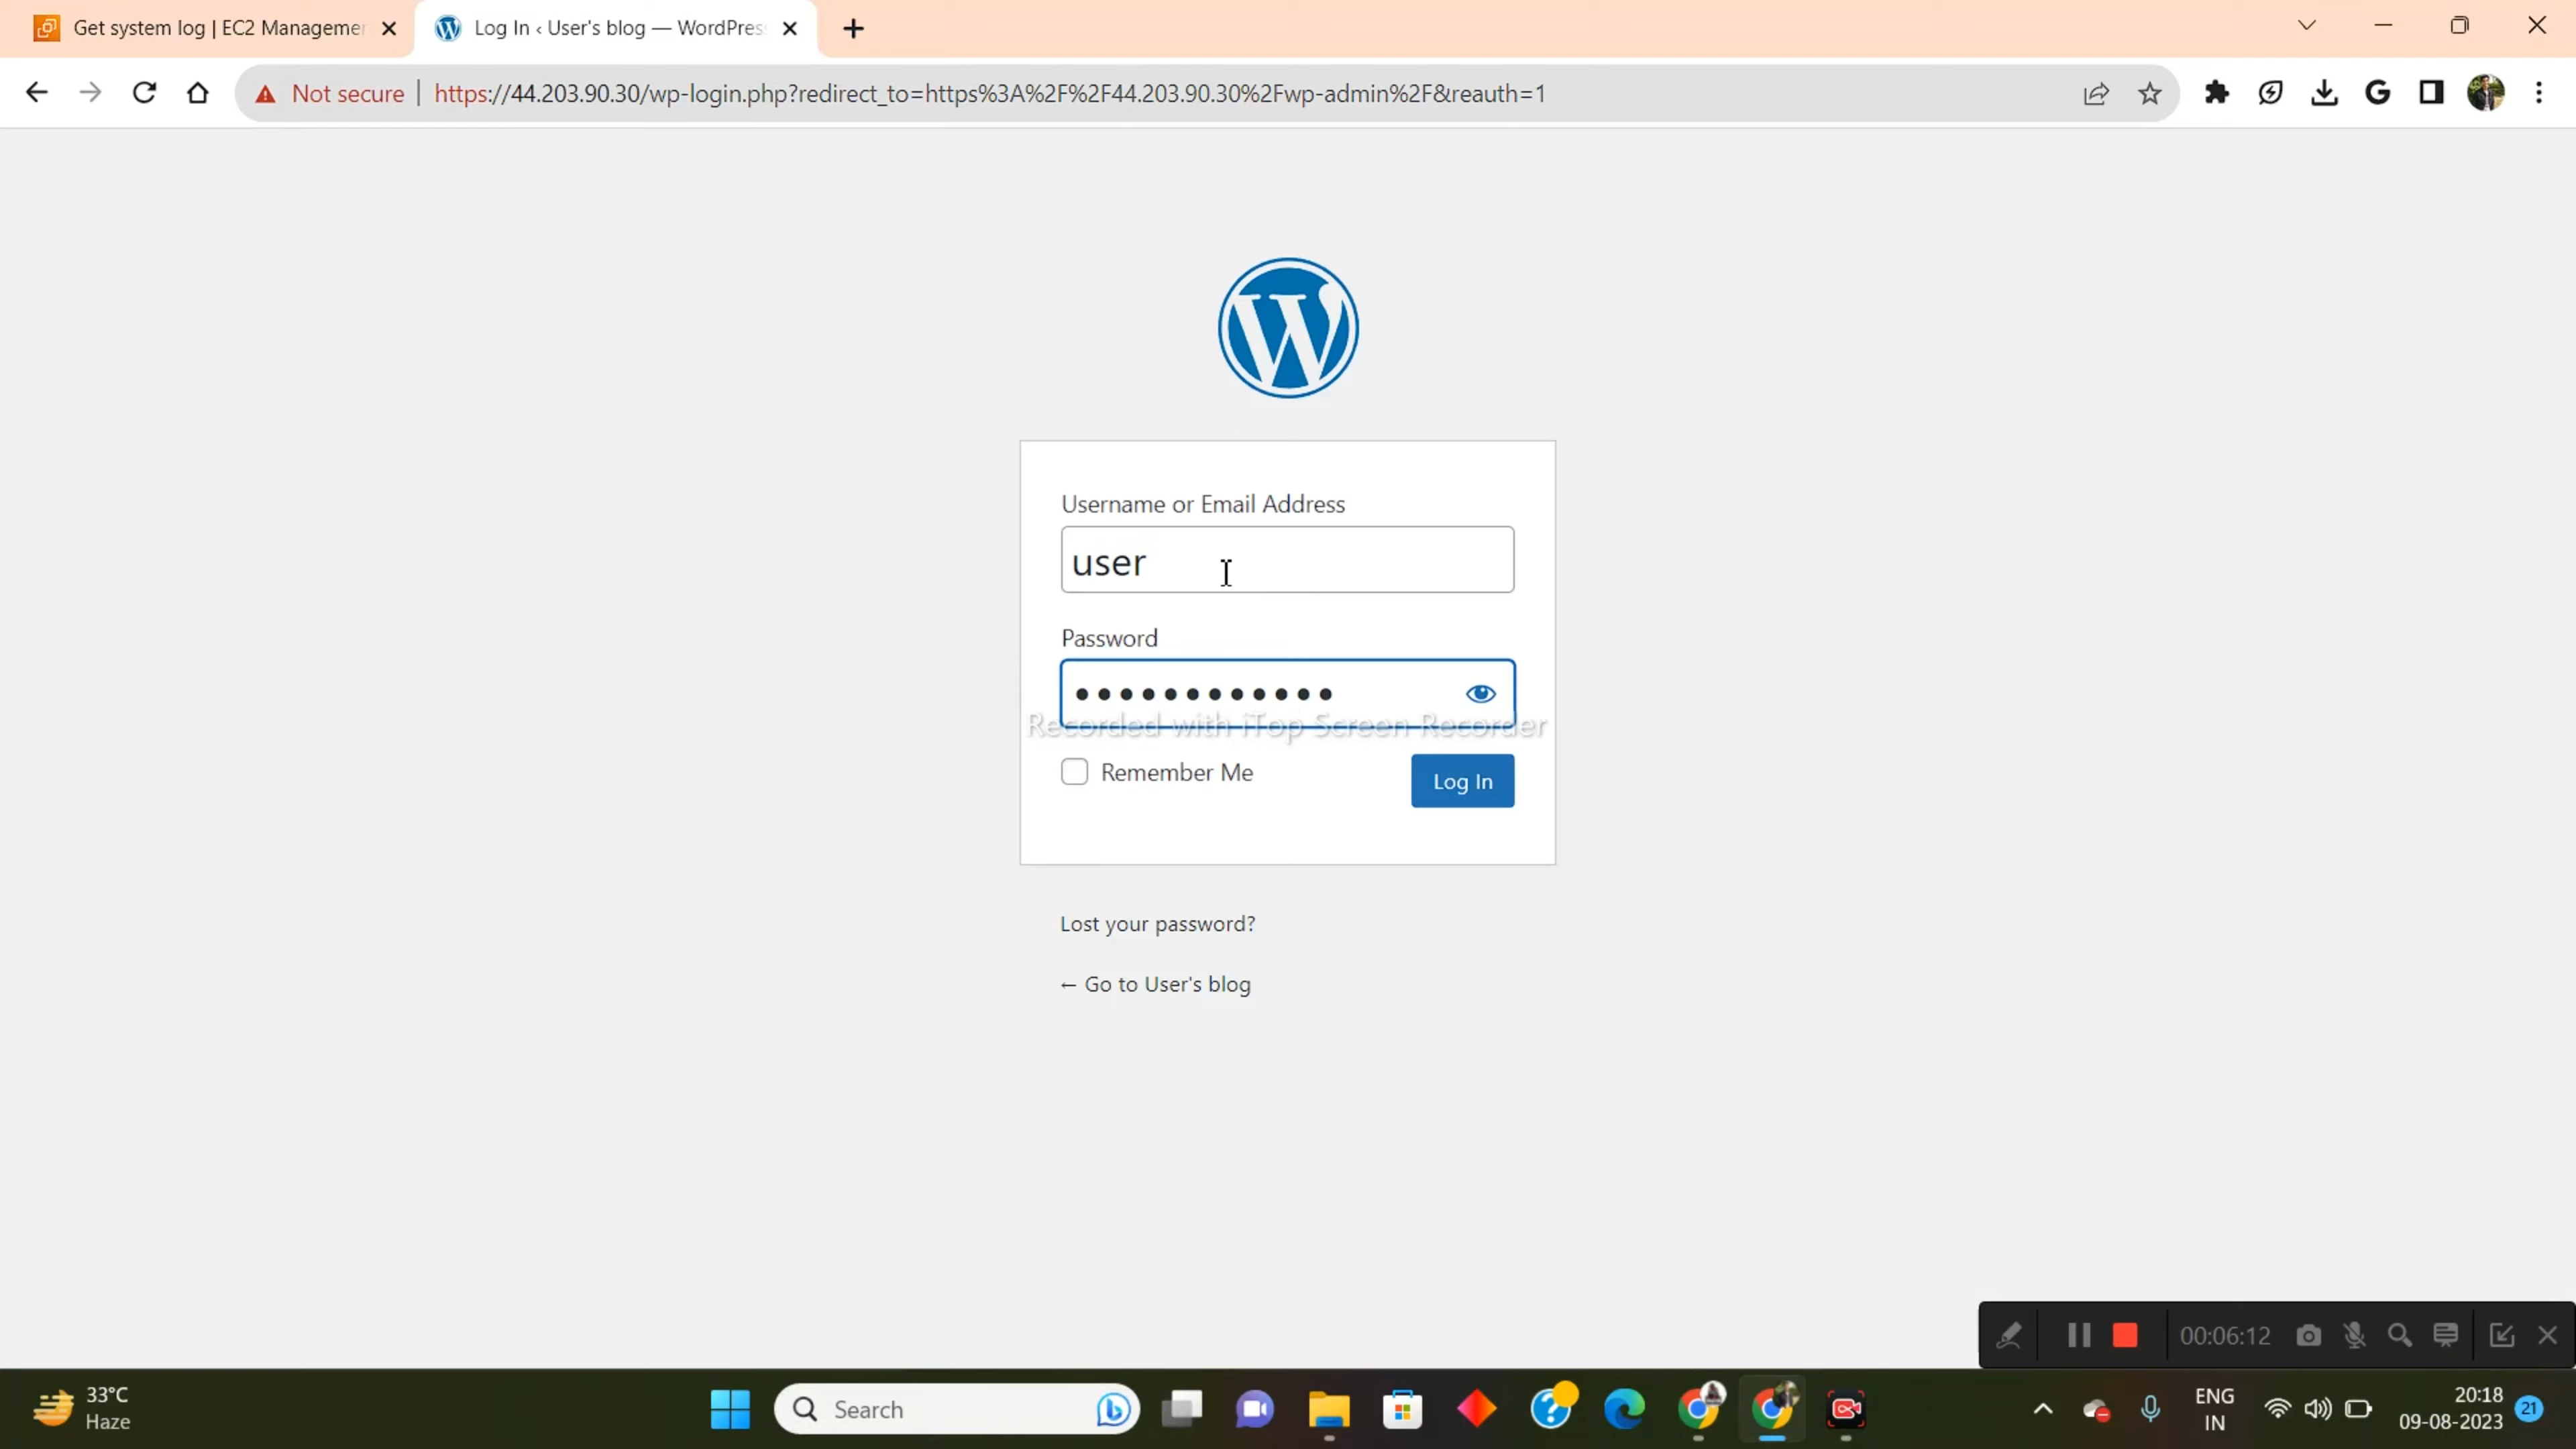 Get system log | EC2 Managemen
Log In ‹ User's blog — WordPress
Not secure | https://44.203.90.30/wp-login.php?redirect_to=https%3A%2F%2F44.203.90.30%2Fwp-admin%2F&reauth=1
Username or Email Address
user
Password
Recorded with iTop Screen Recorder
Remember Me
Log In
Lost your password?
← Go to User's blog
00:06:12
33°C
Haze
Search
ENG
IN
20:18
09-08-2023
21